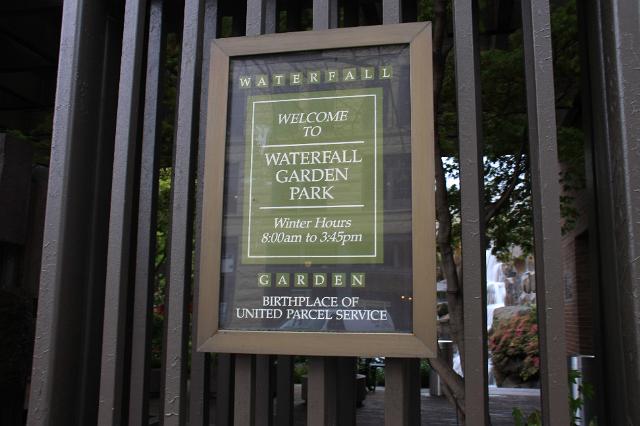 WATERFALL
WELCOME
TO
WATERFALL
GARDEN
PARK
Winter Hours
8:00am to 3:45pm
GARDEN
BIRTHPLACE OF
UNITED PARCEL SERVICE